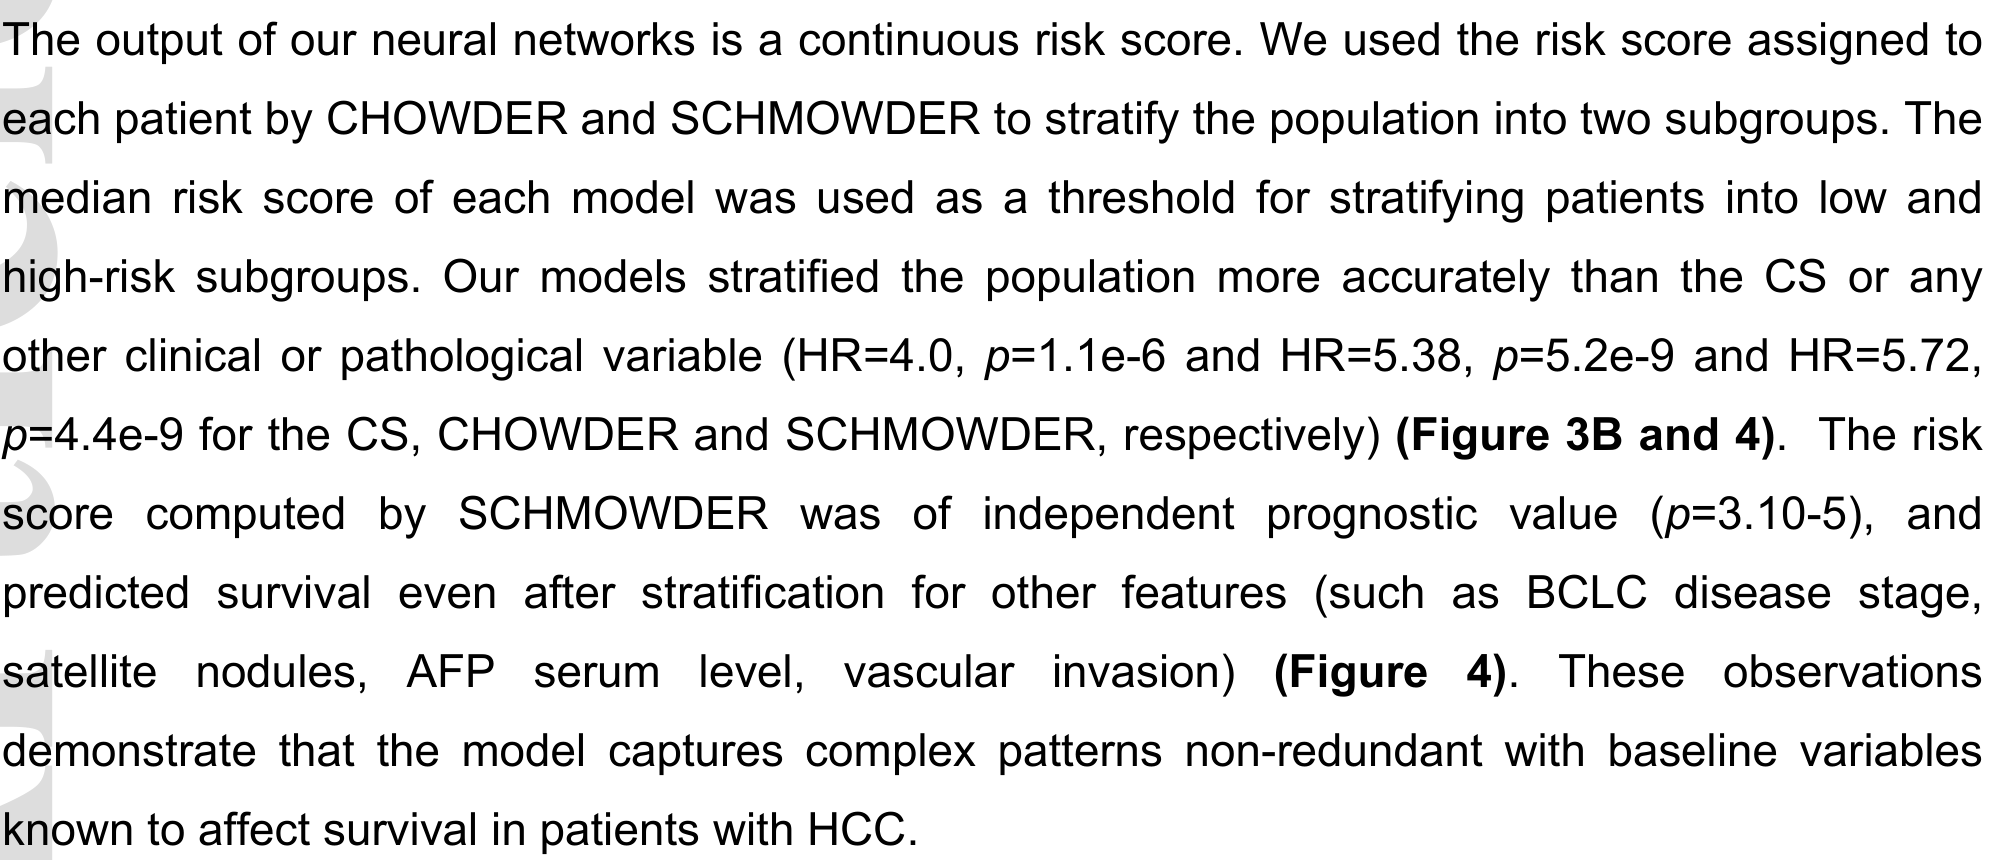 The output of our neural networks is a continuous risk score. We used the risk score assigned to
each patient by CHOWDER and SCHMOWDER to stratify the population into two subgroups. The
median risk score of each model was used as a threshold for stratifying patients into low and
high-risk subgroups. Our models stratified the population more accurately than the CS or any
other clinical or pathological variable (HR=4.0, p=1.1e-6 and HR=5.38, p=5.2e-9 and HR=5.72,
p=4.4e-9 for the CS, CHOWDER and SCHMOWDER, respectively) (Figure 3B and 4).  The risk
score computed by SCHMOWDER was of independent prognostic value (p=3.10-5), and
predicted survival even after stratification for other features (such as BCLC disease stage,
satellite nodules, AFP serum level, vascular invasion) (Figure 4). These observations
demonstrate that the model captures complex patterns non-redundant with baseline variables
known to affect survival in patients with HCC.